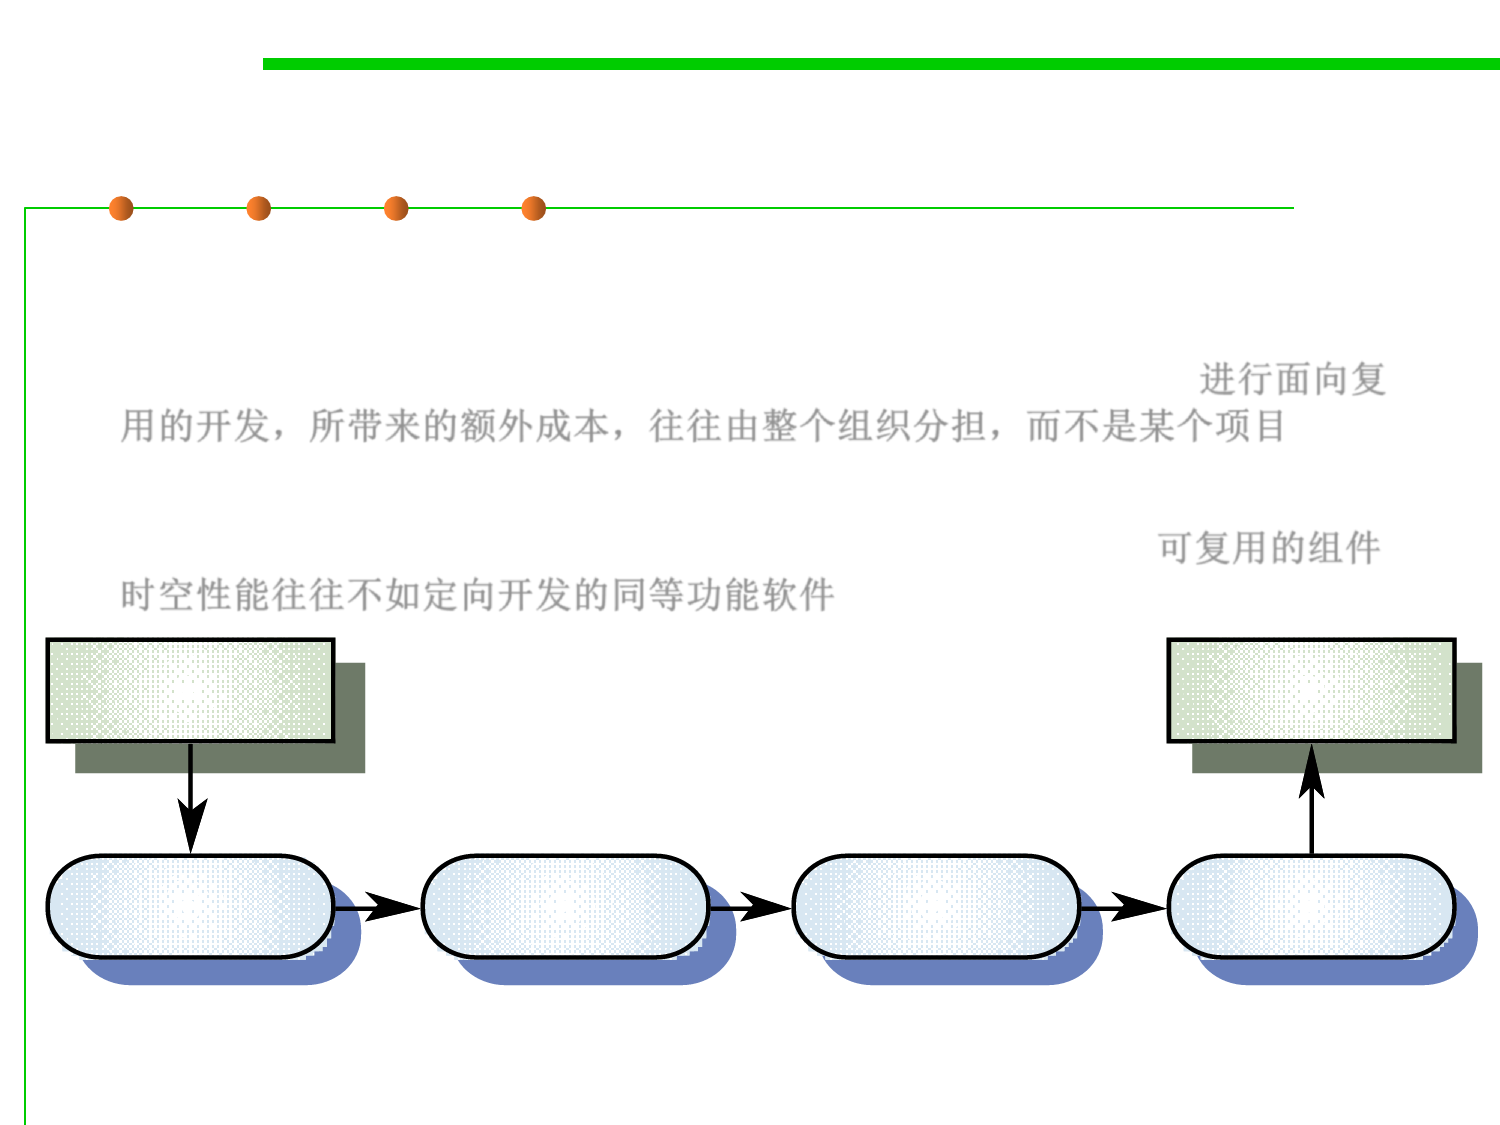 进行面向复
用的开发，所带来的额外成本，往往由整个组织分担，而不是某个项目
可复用的组件
时空性能往往不如定向开发的同等功能软件